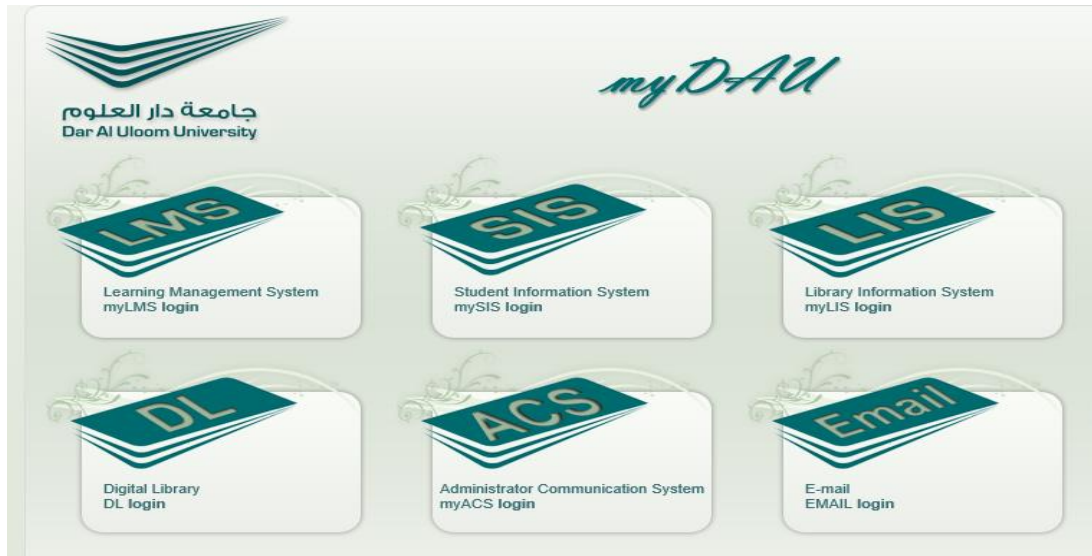 جامعة دار العلوم
Dar Al Uloom University
myDAU
LMS
Learning Management System
myLMS login
SIS
Student Information System
mySIS login
LIS
Library Information System
myLIS login
DL
Digital Library
DL login
ACS
Administrator Communication System
myACS login
Email
E-mail
EMAIL login